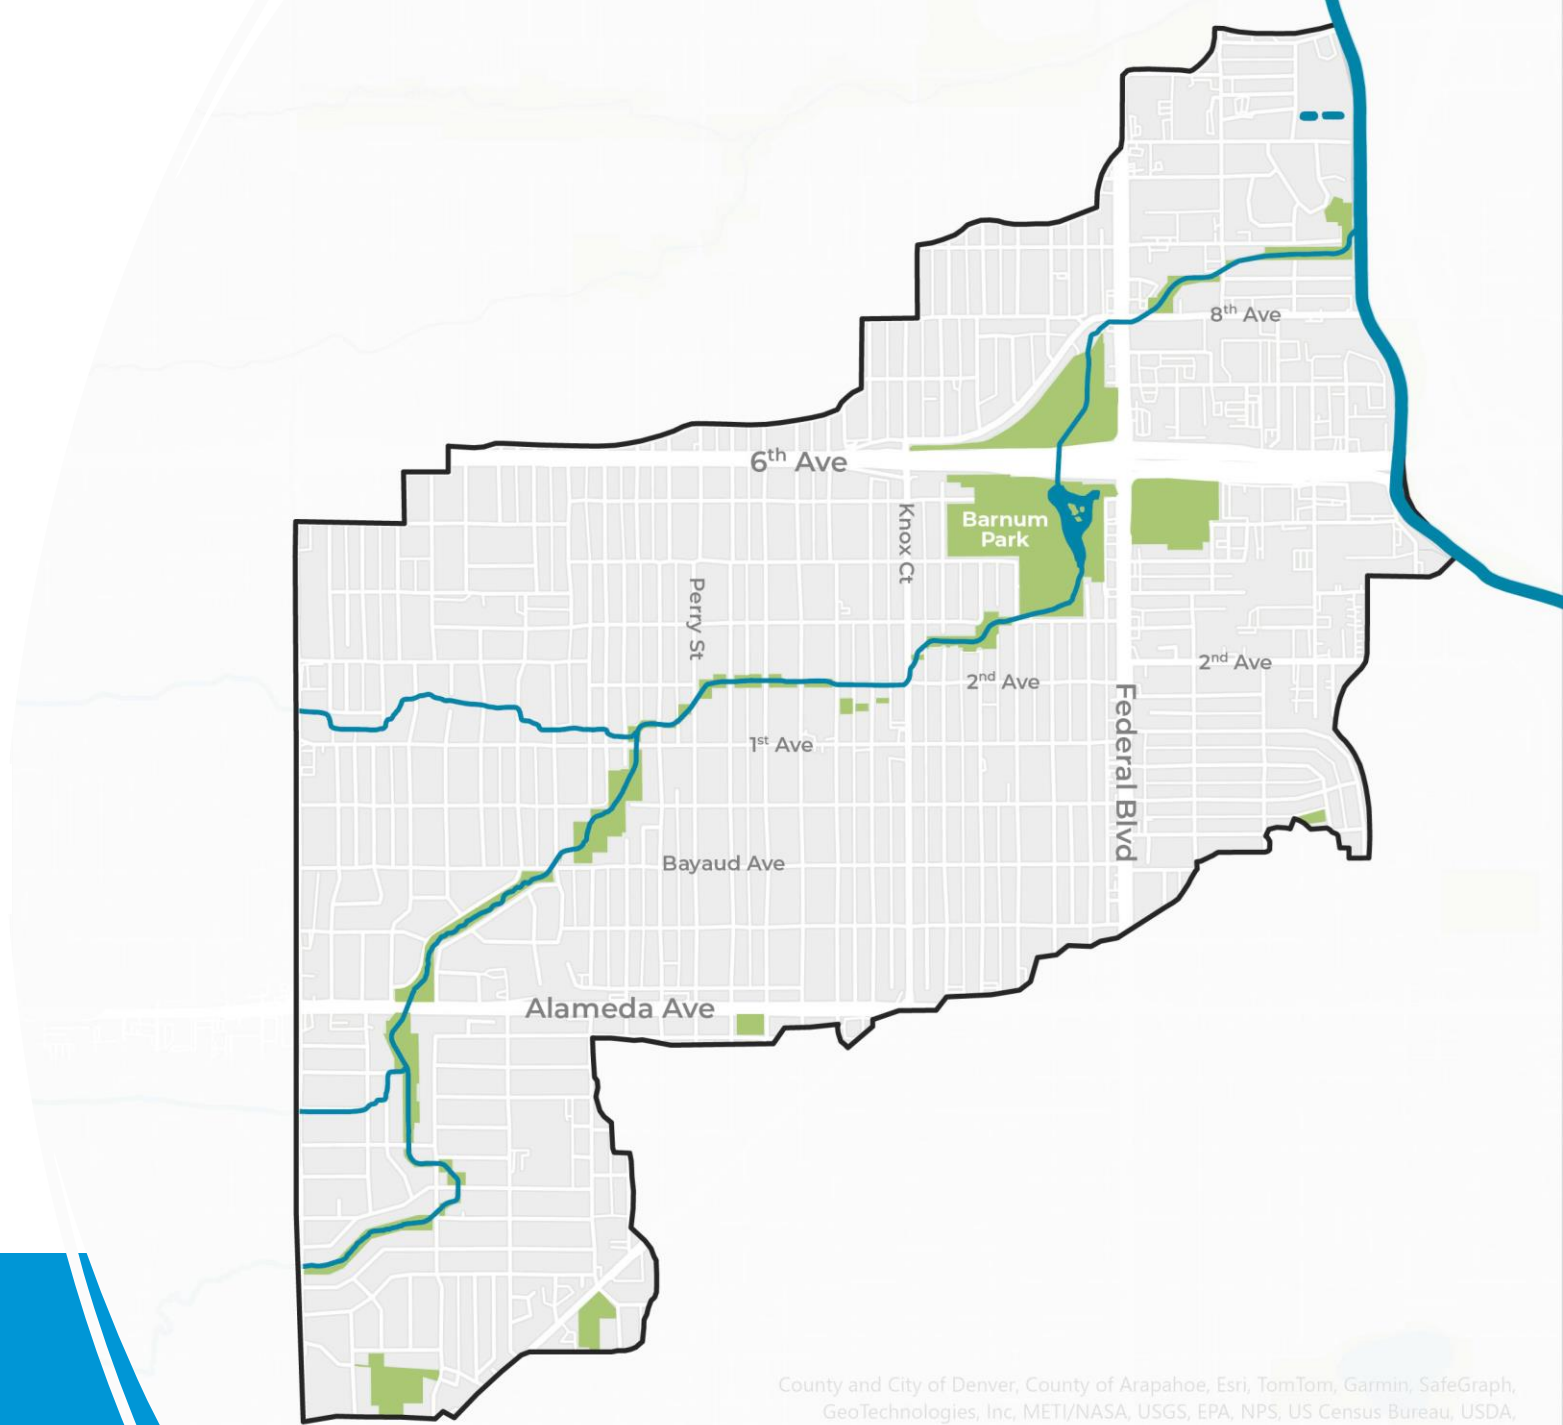 8th Ave
6th Ave
Knox Ct
Barnum
Park
Perry St
2nd Ave
2nd Ave
Federal Blvd
1st Ave
Bayaud Ave
Alameda Ave
County and City of Denver, County of Arapahoe, Esri, TomTom, Garmin, SafeGraph,
GeoTechnologies, Inc, METI/NASA, USGS, EPA, NPS, US Census Bureau, USDA,